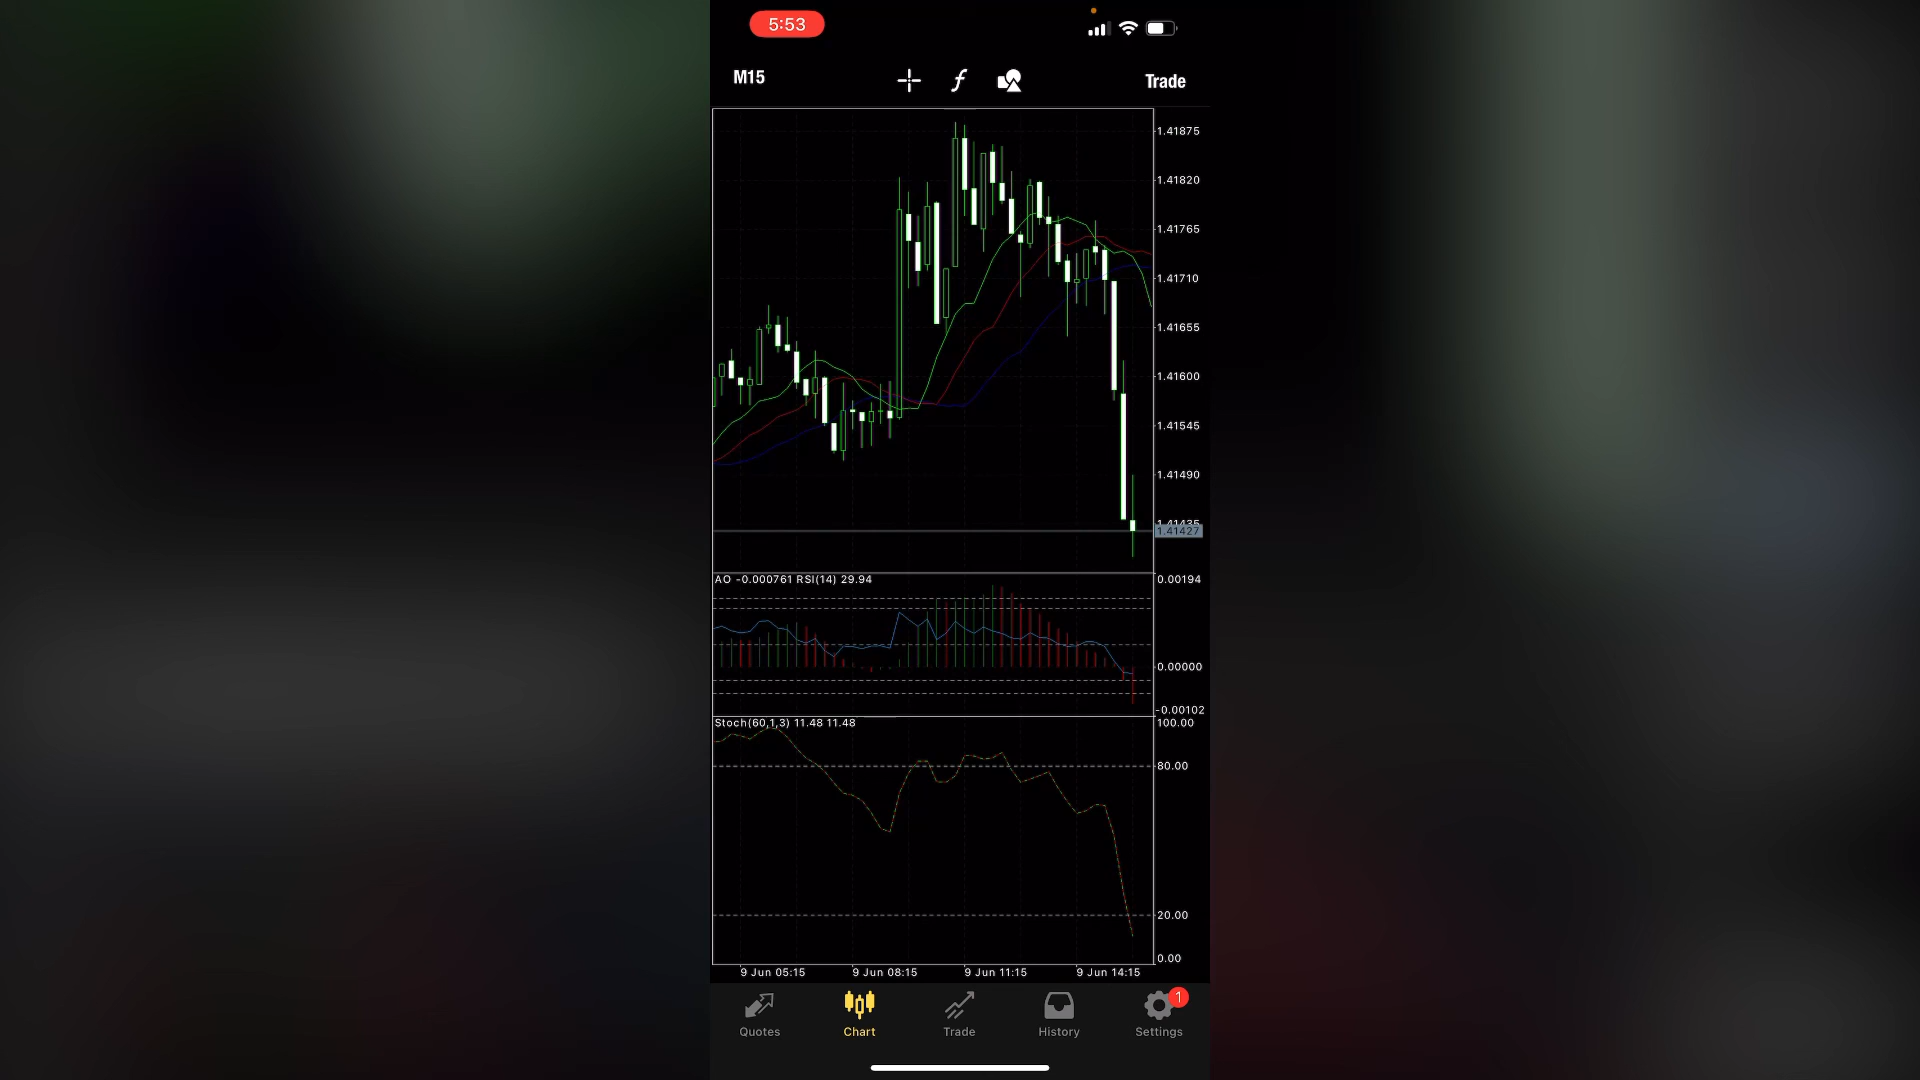 5:53
M15
Trade
1.41875
1.41820
1.41765
1.41710
1.41655
1.41600
1.41545
1.41490
1.41435
1.41427
AO -0.000761 RSI(14) 29.94
0.00194
0.00000
-0.00102
Stoch(60,1,3) 11.48 11.48
100.00
80.00
20.00
0.00
9 Jun 05:15
9 Jun 08:15
9 Jun 11:15
9 Jun 14:15
1
Quotes
Chart
Trade
History
Settings